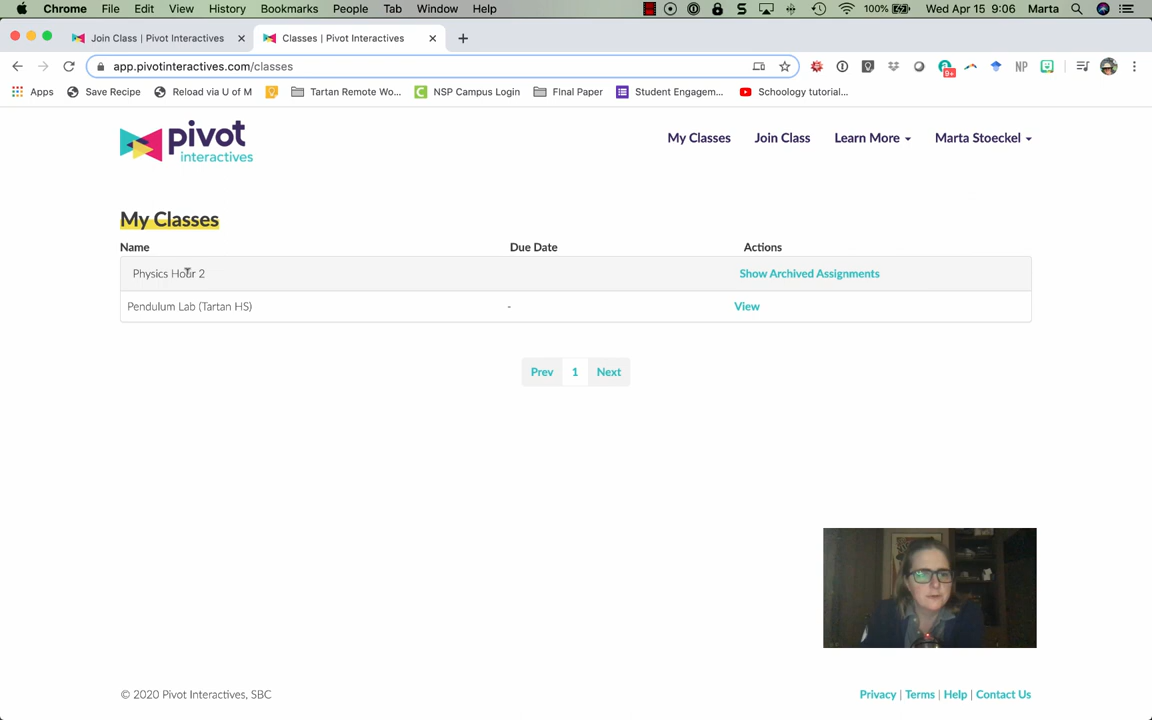 Chrome File Edit View History Bookmarks People Tab Window Help 100% Wed Apr 15 9:06 Marta
Join Class | Pivot Interactives Classes | Pivot Interactives
app.pivotinteractives.com/classes 9+ NP
Apps Save Recipe Reload via U of M Tartan Remote Wo... NSP Campus Login FInal Paper Student Engagem... Schoology tutorial...
pivot
interactives
My Classes Join Class Learn More Marta Stoeckel
My Classes
Name Due Date Actions
Physics Hour 2 Show Archived Assignments
Pendulum Lab (Tartan HS) - View
Prev 1 Next
© 2020 Pivot Interactives, SBC Privacy | Terms | Help | Contact Us